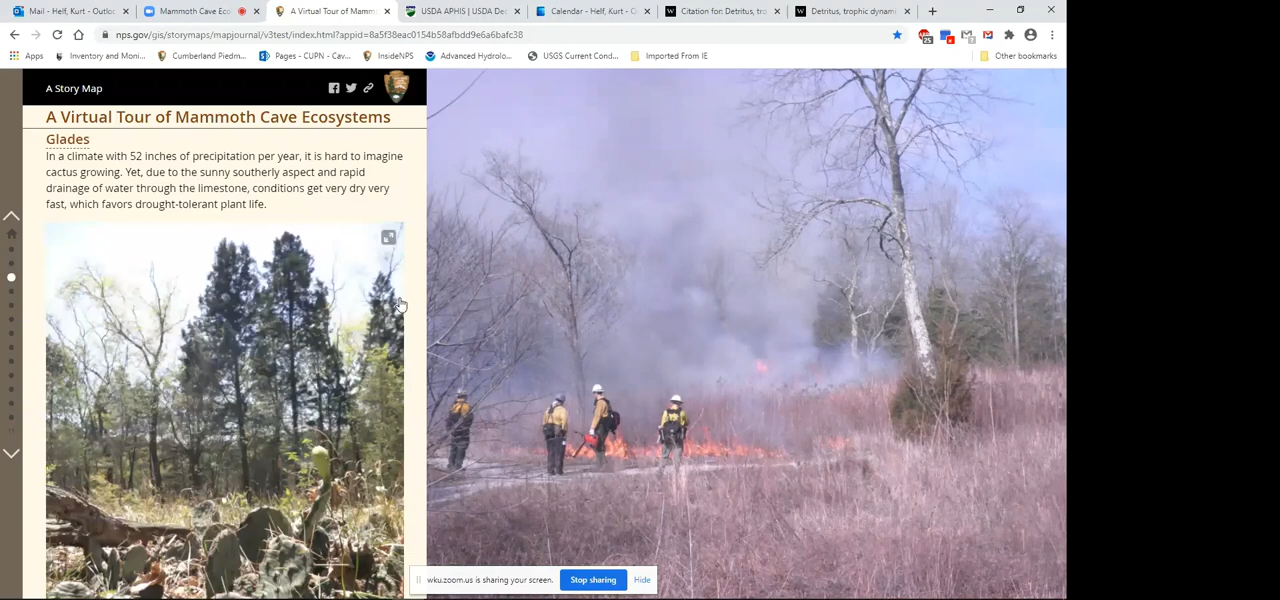 Mail - Helf, Kurt - Outloo
Mammoth Cave Eco
A Virtual Tour of Mamm
USDA APHIS | USDA De
Calendar - Helf, Kurt - O
Citation for: Detritus, tro
Detritus, trophic dynami
nps.gov/gis/storymaps/mapjournal/v3test/index.html?appid=8a5f38eac0154b58afbdd9e6a6bafc38
Apps
Inventory and Moni...
Cumberland Piedm...
Pages - CUPN - Cav...
InsideNPS
Advanced Hydrolo...
USGS Current Cond...
Imported From IE
Other bookmarks
A Story Map
A Virtual Tour of Mammoth Cave Ecosystems
Glades
In a climate with 52 inches of precipitation per year, it is hard to imagine
cactus growing. Yet, due to the sunny southerly aspect and rapid
drainage of water through the limestone, conditions get very dry very
fast, which favors drought-tolerant plant life.
wku.zoom.us is sharing your screen.
Stop sharing
Hide